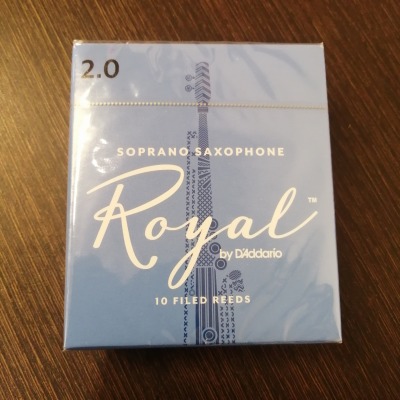 2.0
SOPRANO SAXOPHONE
Royal™
by D'Addario
10 FILED REEDS